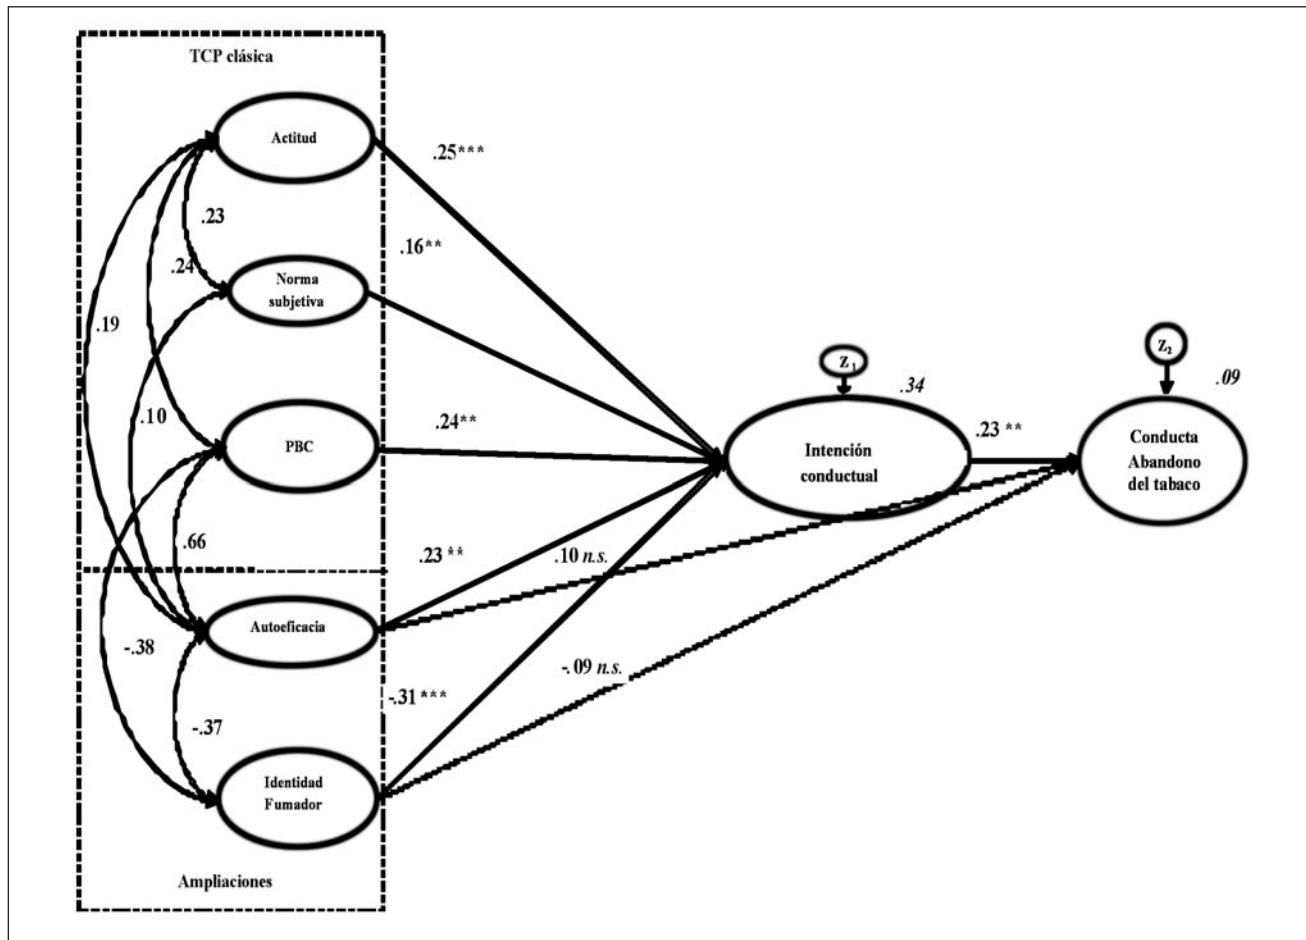 TCP clásica
Actitud
.25***
.23
.16**
.24
Norma
subjetiva
.19
Z1
Z2
.34
.09
.10
PBC
.24**
Intención
conductual
.23 **
Conducta
Abandono
del tabaco
.66
.23 **
.10 n.s.
Autoeficacia
-.38
-.09 n.s.
-.31 ***
-.37
Identidad
Fumador
Ampliaciones